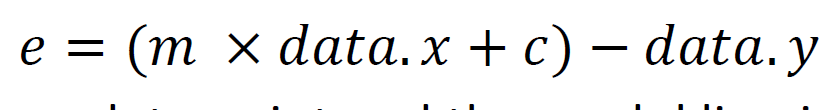 e = (m × data.x + c) − data.y